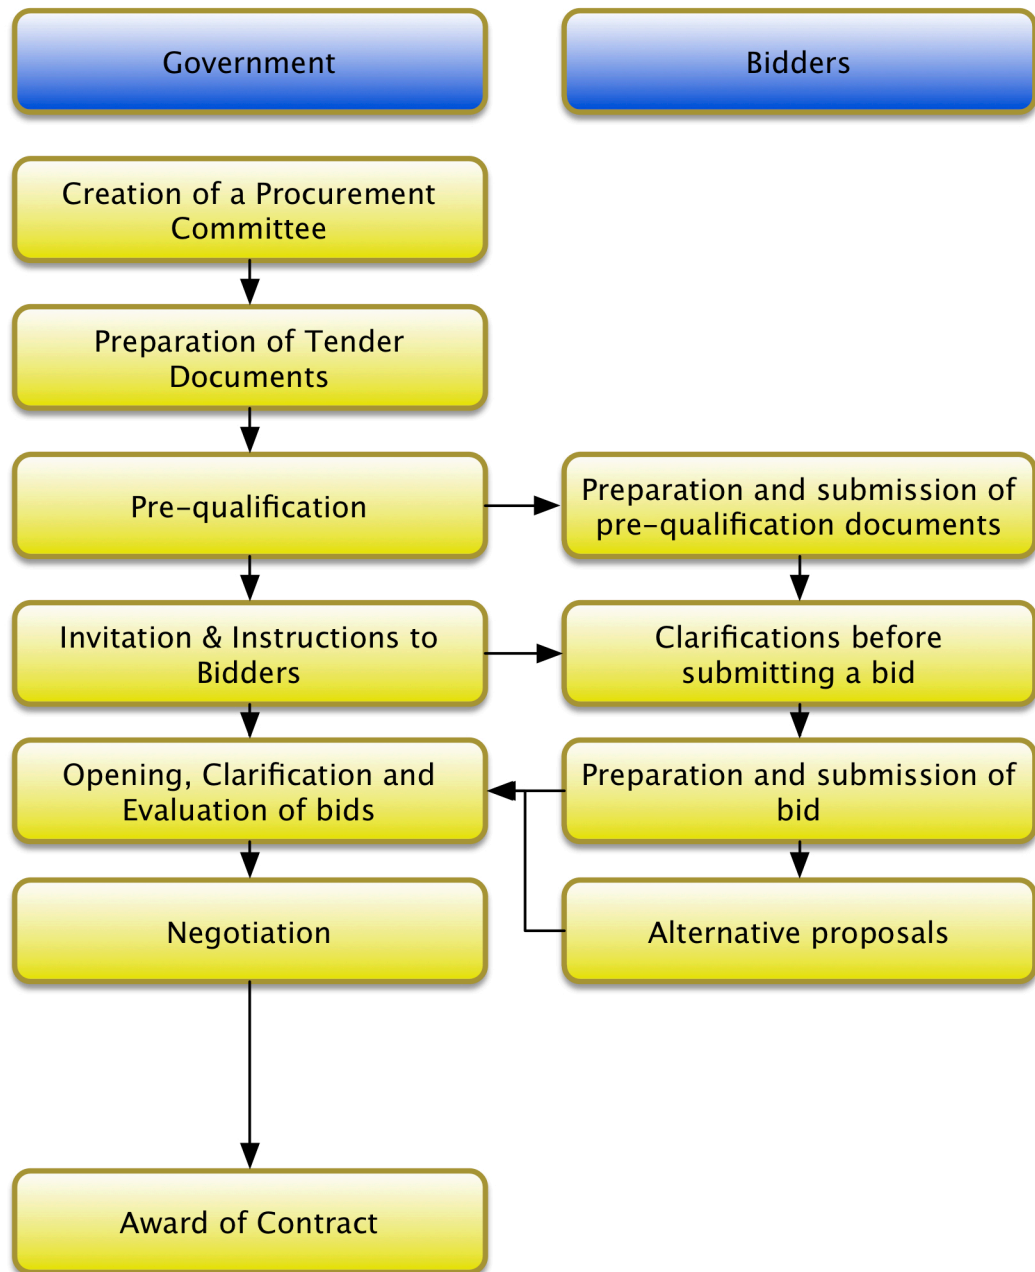 Government
Bidders
Creation of a Procurement
Committee
Preparation of Tender
Documents
Pre-qualification
Preparation and submission of
pre-qualification documents
Invitation & Instructions to
Bidders
Clarifications before
submitting a bid
Opening, Clarification and
Evaluation of bids
Preparation and submission of
bid
Negotiation
Alternative proposals
Award of Contract